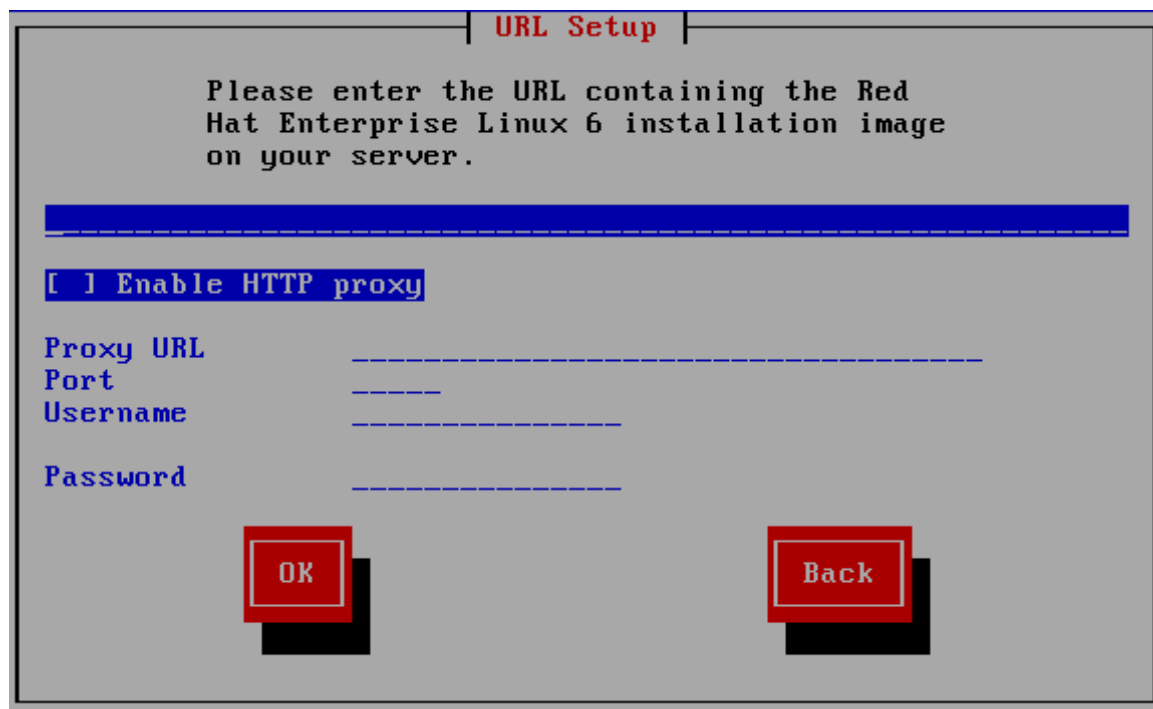 URL Setup
Please enter the URL containing the Red
Hat Enterprise Linux 6 installation image
on your server.
[ ] Enable HTTP proxy
Proxy URL
Port
Username
Password
OK Back